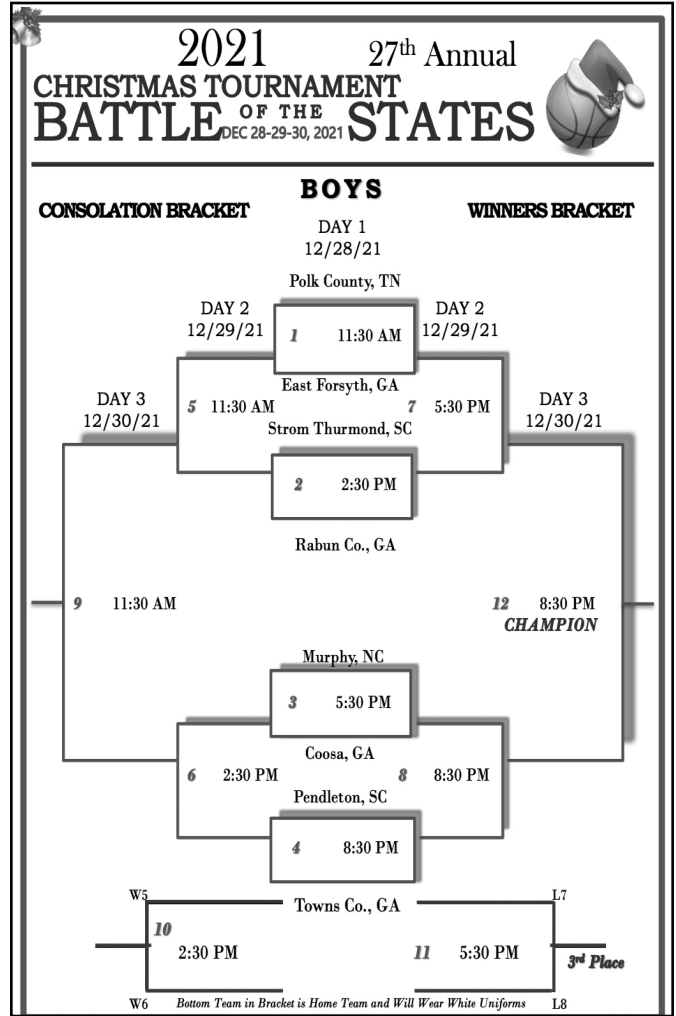 2021 27th Annual
CHRISTMAS TOURNAMENT
BATTLE OF THE STATES
DEC 28-29-30, 2021
BOYS
CONSOLATION BRACKET
WINNERS BRACKET
DAY 1
12/28/21
Polk County, TN
DAY 2
12/29/21
DAY 2
12/29/21
1 11:30 AM
East Forsyth, GA
DAY 3
12/30/21
5 11:30 AM
7 5:30 PM
DAY 3
12/30/21
Strom Thurmond, SC
2 2:30 PM
Rabun Co., GA
9 11:30 AM
12 8:30 PM
CHAMPION
Murphy, NC
3 5:30 PM
Coosa, GA
6 2:30 PM
8 8:30 PM
Pendleton, SC
4 8:30 PM
Towns Co., GA
W5
L7
10
2:30 PM
11 5:30 PM
3rd Place
W6
Bottom Team in Bracket is Home Team and Will Wear White Uniforms
L8